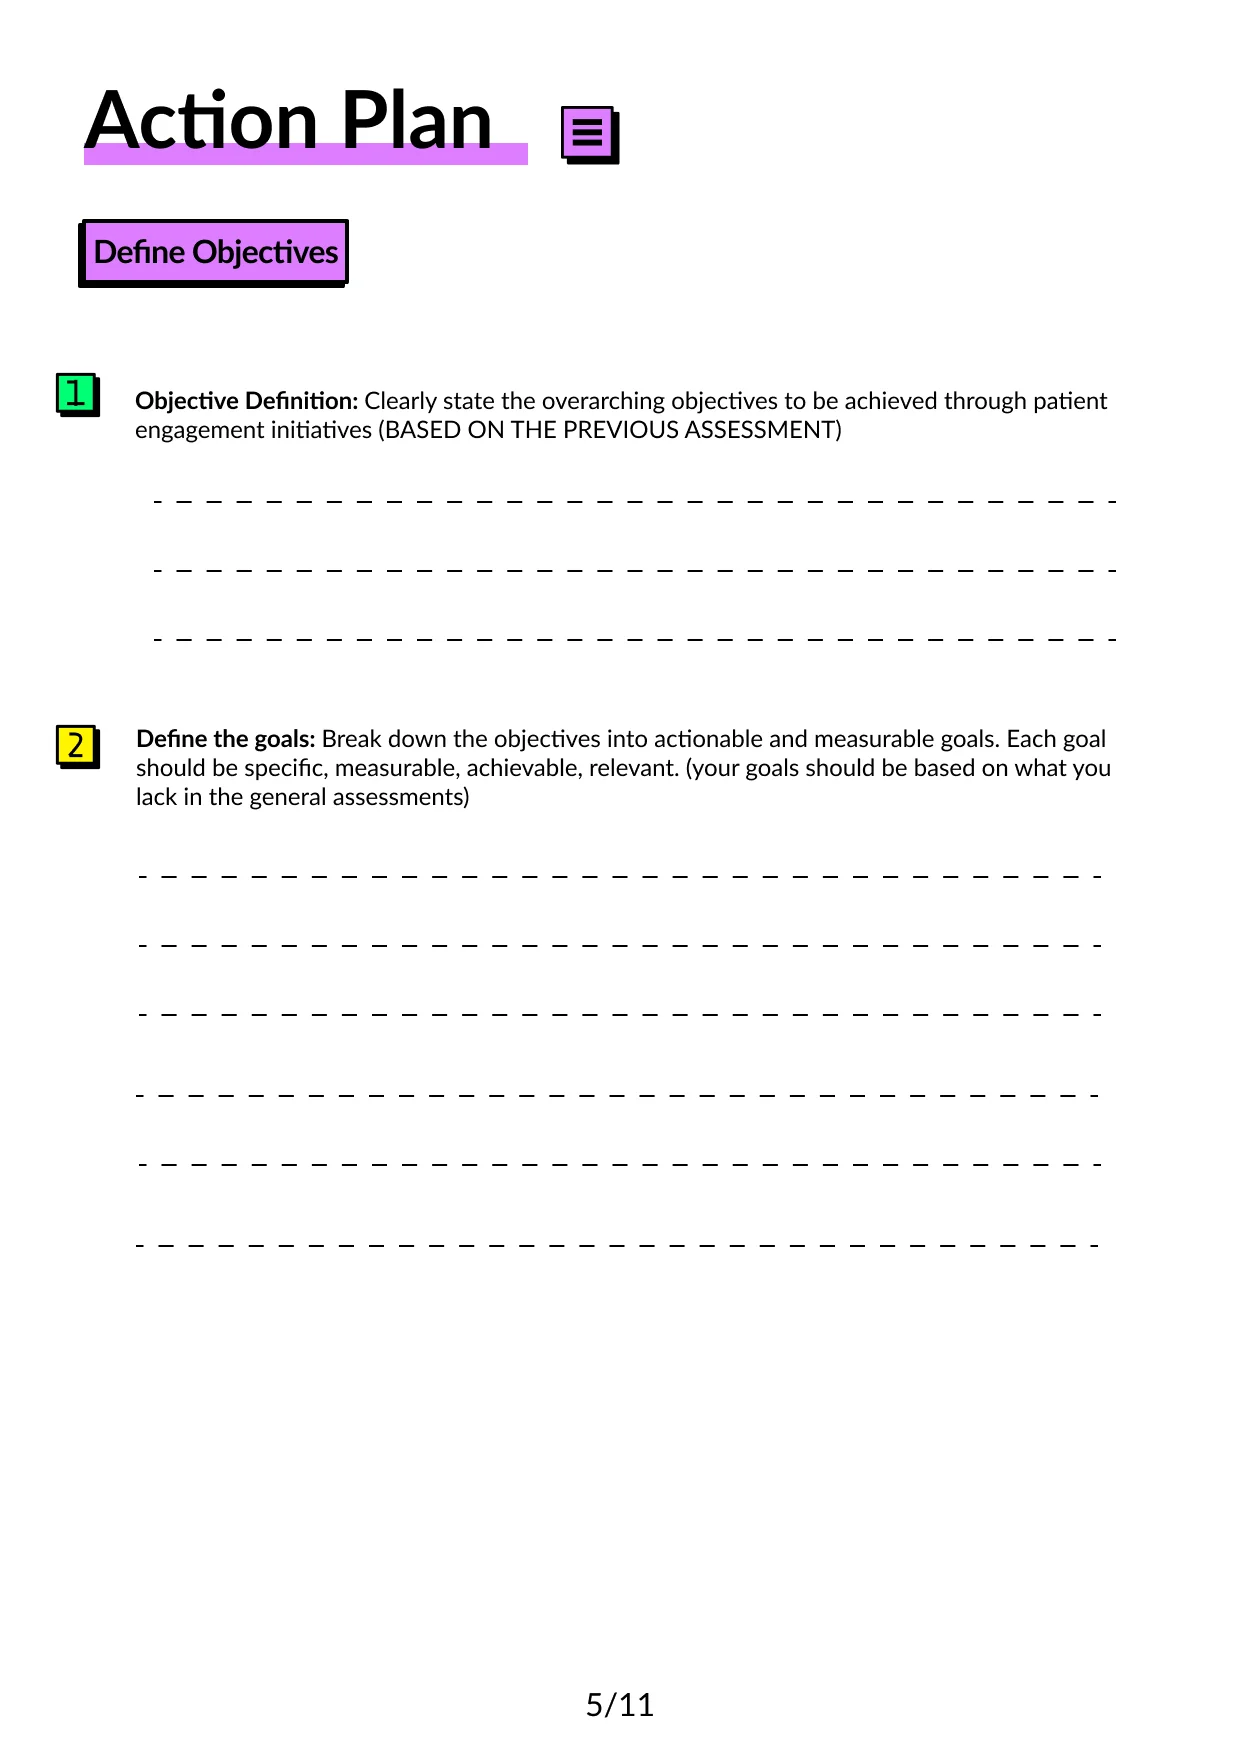 Action Plan
Define Objectives
1
Objective Definition: Clearly state the overarching objectives to be achieved through patient
engagement initiatives (BASED ON THE PREVIOUS ASSESSMENT)
2
Define the goals: Break down the objectives into actionable and measurable goals. Each goal
should be specific, measurable, achievable, relevant. (your goals should be based on what you
lack in the general assessments)
5/11